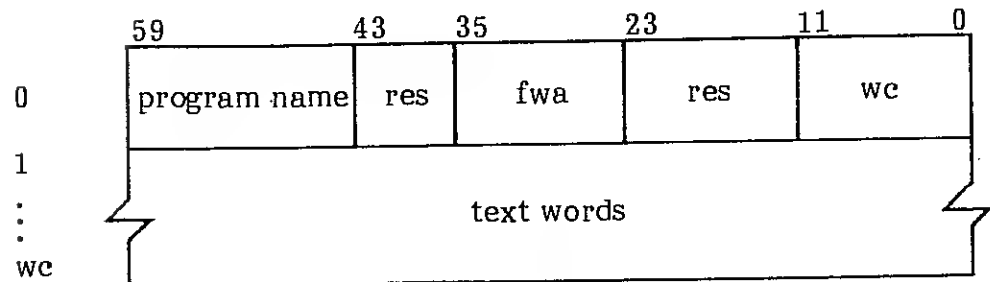 59 43 35 23 11 0
0 program name res fwa res wc
1
text words
wc